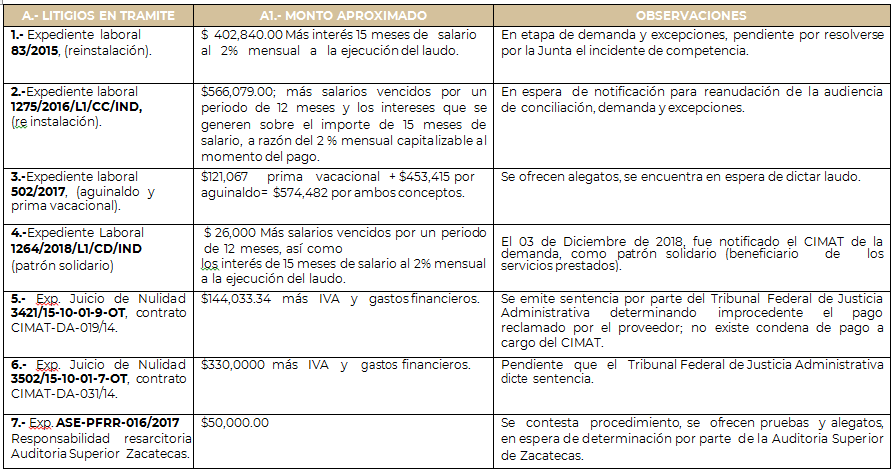 A.- LITIGIOS EN TRAMITE
A1.- MONTO APROXIMADO
OBSERVACIONES
1.- Expediente laboral
83/2015, (reinstalación).
$ 402,840.00 Más interés 15 meses de salario
al 2% mensual a la ejecución del laudo.
En etapa de demanda y excepciones, pendiente por resolverse
por la Junta el incidente de competencia.
2.-Expediente laboral
1275/2016/L1/CC/IND,
(re instalación).
$566,079.00; más salarios vencidos por un
periodo de 12 meses y los intereses que se
generen sobre el importe de 15 meses de
salario, a razón del 2 % mensual capitalizable al
momento del pago.
En espera de notificación para reanudación de la audiencia
de conciliación, demanda y excepciones.
3.-Expediente laboral
502/2017, (aguinaldo y
prima vacacional).
$121,067 prima vacacional + $453,415 por
aguinaldo= $574,482 por ambos conceptos.
Se ofrecen alegatos, se encuentra en espera de dictar laudo.
4.-Expediente Laboral
1264/2018/L1/CD/IND
(patrón solidario)
$ 26,000 Más salarios vencidos por un periodo
de 12 meses, así como
los interés de 15 meses de salario al 2% mensual
a la ejecución del laudo.
El 03 de Diciembre de 2018, fue notificado el CIMAT de la
demanda, como patrón solidario (beneficiario de los
servicios prestados).
5.- Exp. Juicio de Nulidad
3421/15-10-01-9-OT, contrato
CIMAT-DA-019/14.
$144,033.34 más IVA y gastos financieros.
Se emite sentencia por parte del Tribunal Federal de Justicia
Administrativa determinando improcedente el pago
reclamado por el proveedor; no existe condena de pago a
cargo del CIMAT.
6.- Exp. Juicio de Nulidad
3502/15-10-01-7-OT, contrato
CIMAT-DA-031/14.
$330,0000 más IVA y gastos financieros.
Pendiente que el Tribunal Federal de Justicia Administrativa
dicte sentencia.
7.- Exp. ASE-PFRR-016/2017
Responsabilidad resarcitoria
Auditoria Superior Zacatecas.
$50,000.00
Se contesta procedimiento, se ofrecen pruebas y alegatos,
en espera de determinación por parte de la Auditoria Superior
de Zacatecas.